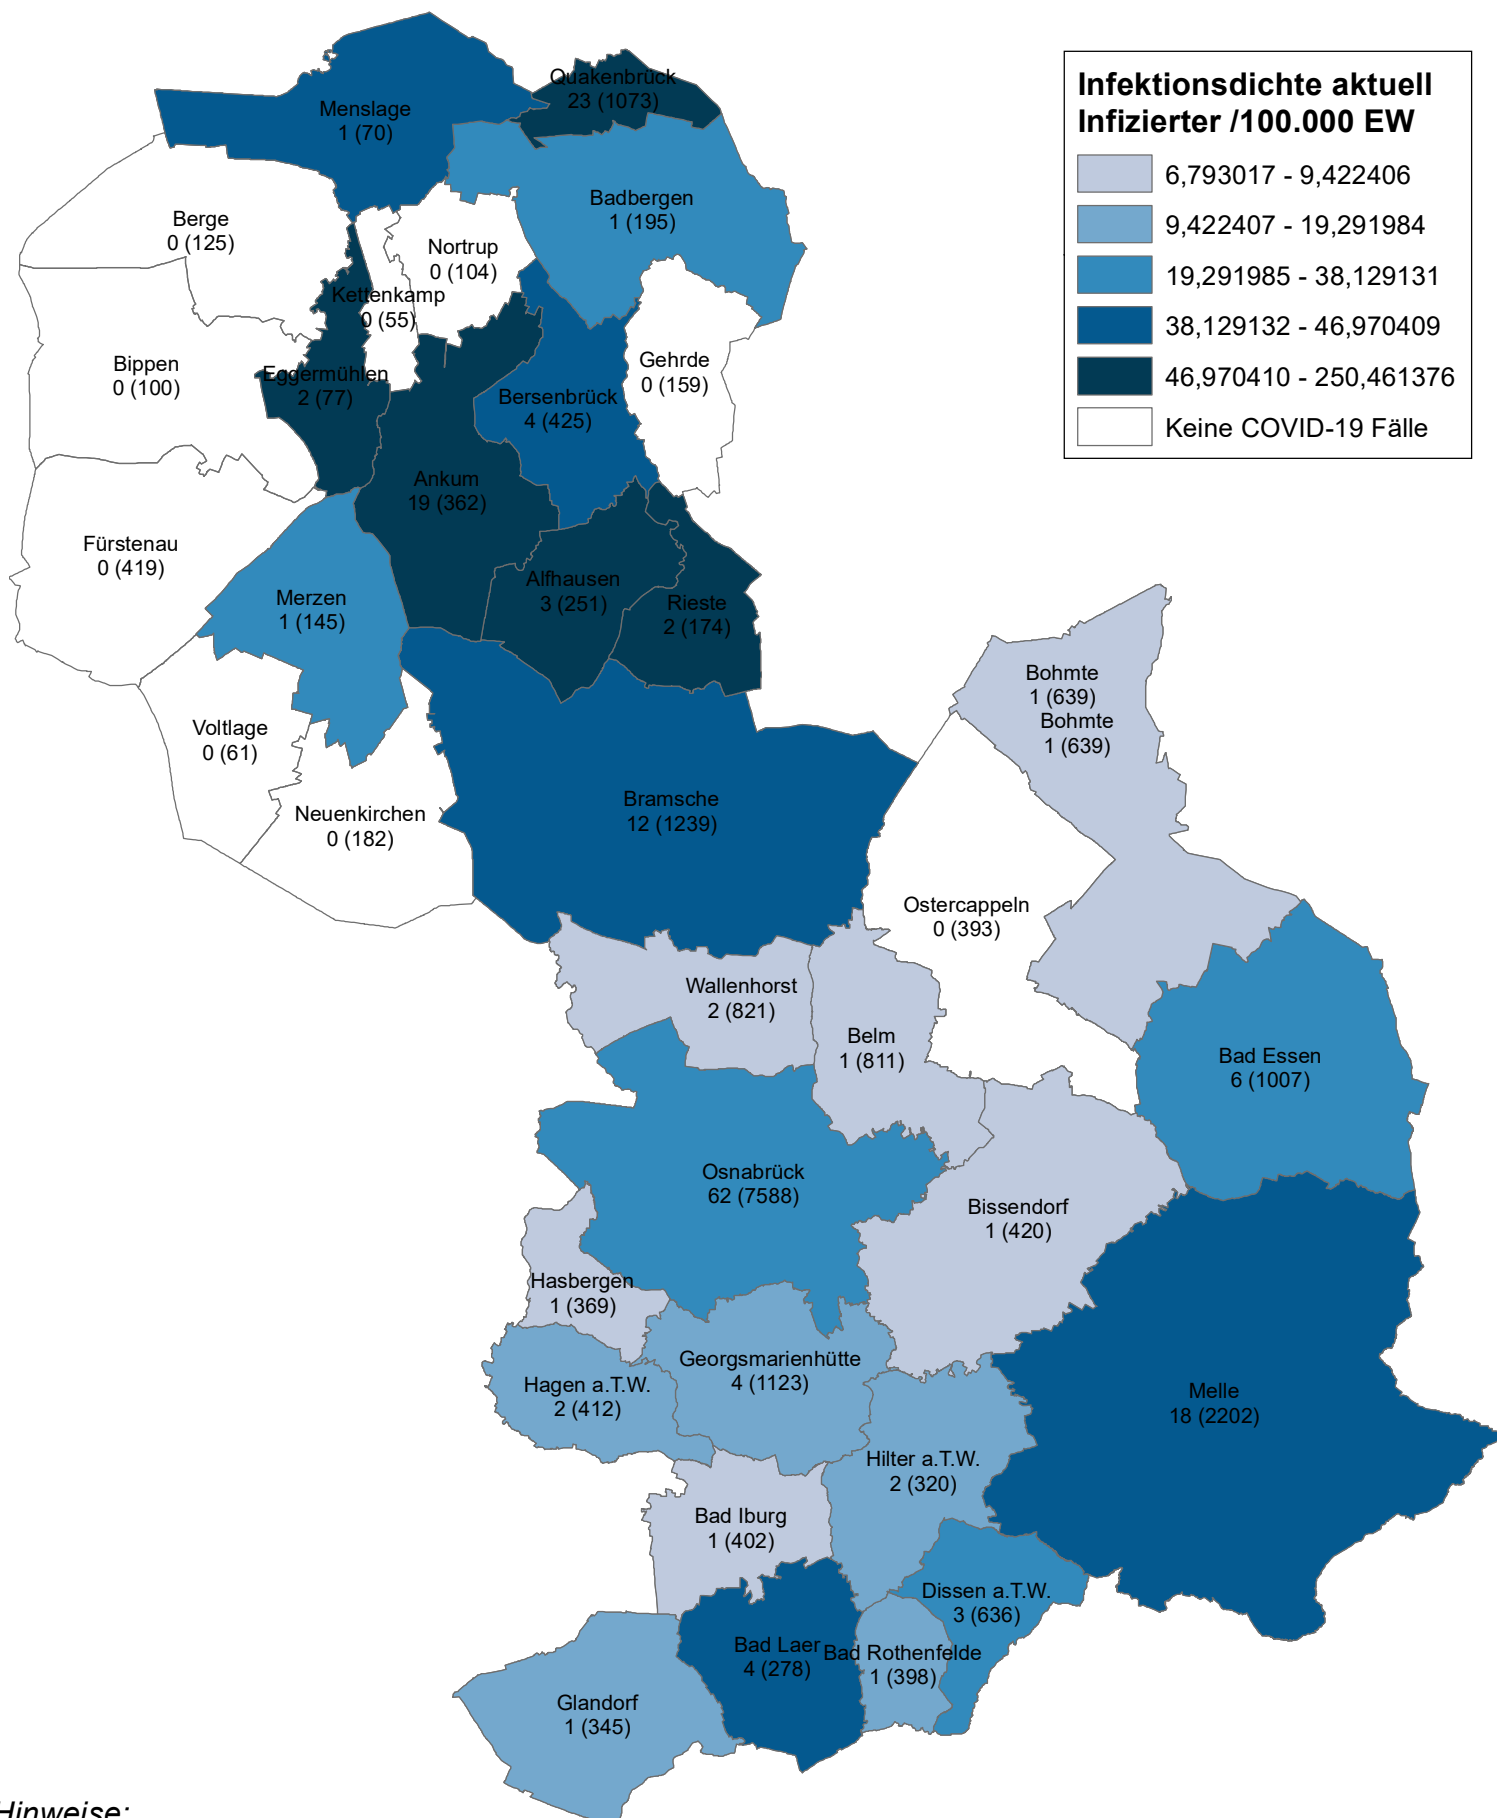 Infektionsdichte aktuell
Infizierter /100.000 EW
6,793017 - 9,422406
9,422407 - 19,291984
19,291985 - 38,129131
38,129132 - 46,970409
46,970410 - 250,461376
Keine COVID-19 Fälle
Quakenbrück
23 (1073)
Menslage
1 (70)
Badbergen
1 (195)
Berge
0 (125)
Nortrup
0 (104)
Kettenkamp
0 (55)
Bippen
0 (100)
Eggermühlen
2 (77)
Gehrde
0 (159)
Bersenbrück
4 (425)
Ankum
19 (362)
Fürstenau
0 (419)
Alfhausen
3 (251)
Merzen
1 (145)
Rieste
2 (174)
Bohmte
1 (639)
Bohmte
1 (639)
Voltlage
0 (61)
Bramsche
12 (1239)
Neuenkirchen
0 (182)
Ostercappeln
0 (393)
Wallenhorst
2 (821)
Belm
1 (811)
Bad Essen
6 (1007)
Osnabrück
62 (7588)
Bissendorf
1 (420)
Hasbergen
1 (369)
Georgsmarienhütte
4 (1123)
Hagen a.T.W.
2 (412)
Melle
18 (2202)
Hilter a.T.W.
2 (320)
Bad Iburg
1 (402)
Dissen a.T.W.
3 (636)
Bad Laer
4 (278)
Bad Rothenfelde
1 (398)
Glandorf
1 (345)
Hinweise: